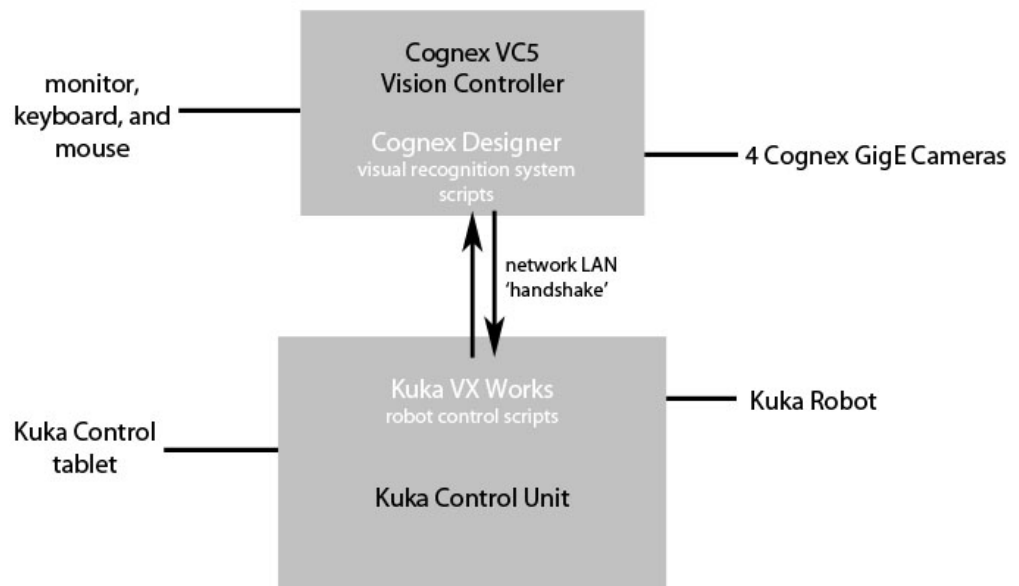 Cognex VC5
Vision Controller
monitor,
keyboard, and
mouse
Cognex Designer
visual recognition system
scripts
4 Cognex GigE Cameras
network LAN
‘handshake’
Kuka VX Works
robot control scripts
Kuka Robot
Kuka Control
tablet
Kuka Control Unit